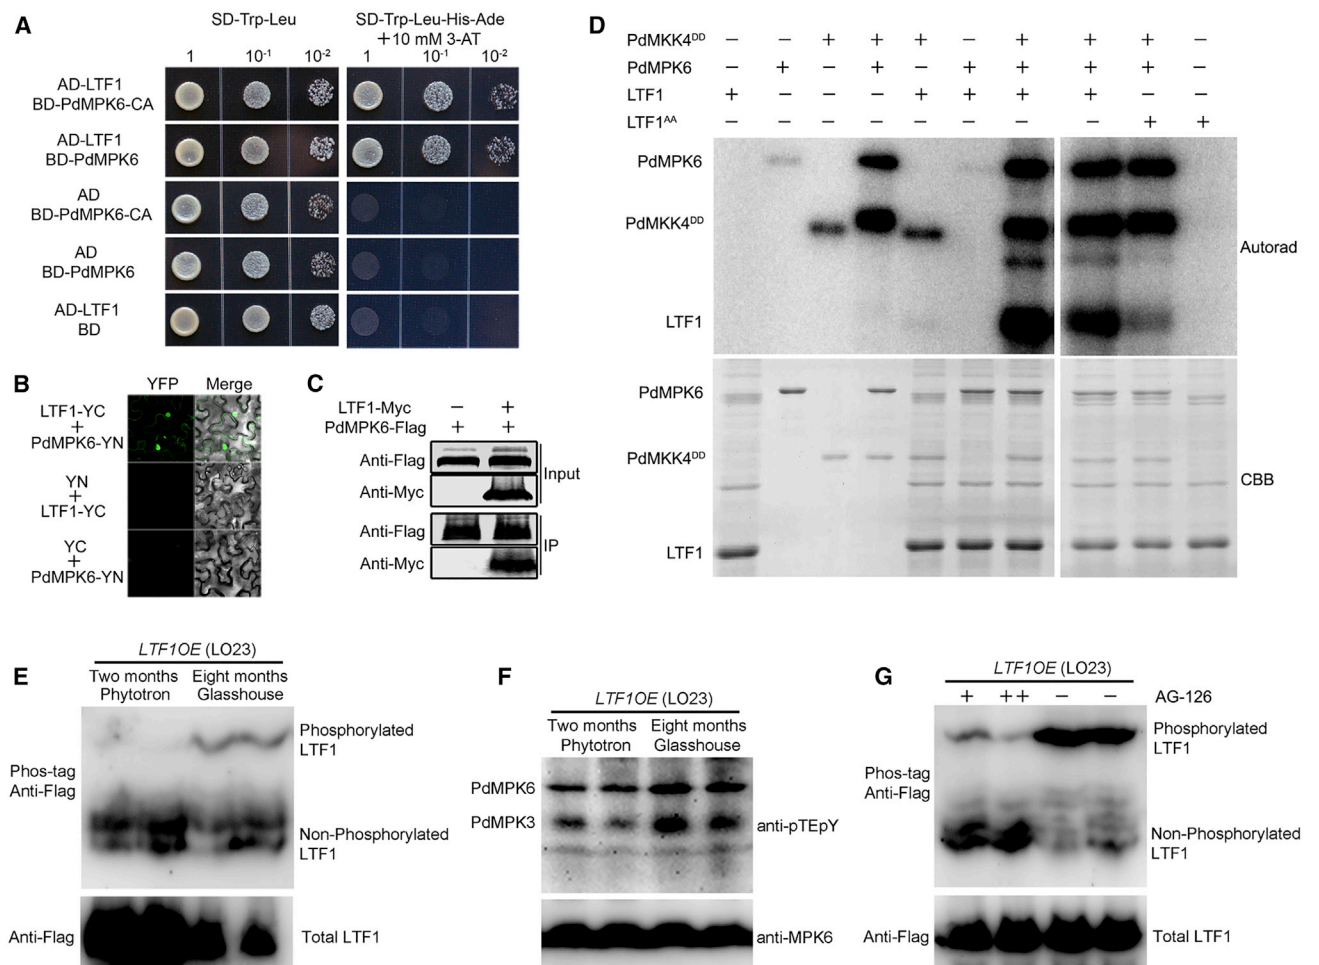 A
SD-Trp-Leu
SD-Trp-Leu-His-Ade
+10 mM 3-AT
1 10-1 10-2 1 10-1 10-2
AD-LTF1
BD-PdMPK6-CA
AD-LTF1
BD-PdMPK6
AD
BD-PdMPK6-CA
AD
BD-PdMPK6
AD-LTF1
BD
B
YFP Merge
LTF1-YC
+
PdMPK6-YN
YN
+
LTF1-YC
YC
+
PdMPK6-YN
C
LTF1-Myc − +
PdMPK6-Flag + +
Anti-Flag
Anti-Myc
Input
Anti-Flag
Anti-Myc
IP
D
PdMKK4DD − − + + + − + + + −
PdMPK6 − + − + − + + + + −
LTF1 + − − − + + + + − −
LTF1AA − − − − − − − − + +
PdMPK6
PdMKK4DD
LTF1
Autorad
PdMPK6
PdMKK4DD
LTF1
CBB
E
LTF1OE (LO23)
Two months Eight months
Phytotron Glasshouse
Phos-tag
Anti-Flag
Phosphorylated
LTF1
Non-Phosphorylated
LTF1
Anti-Flag
Total LTF1
F
LTF1OE (LO23)
Two months Eight months
Phytotron Glasshouse
PdMPK6
PdMPK3
anti-pTEpY
anti-MPK6
G
LTF1OE (LO23)
+ ++ − − AG-126
Phos-tag
Anti-Flag
Phosphorylated
LTF1
Non-Phosphorylated
LTF1
Anti-Flag
Total LTF1